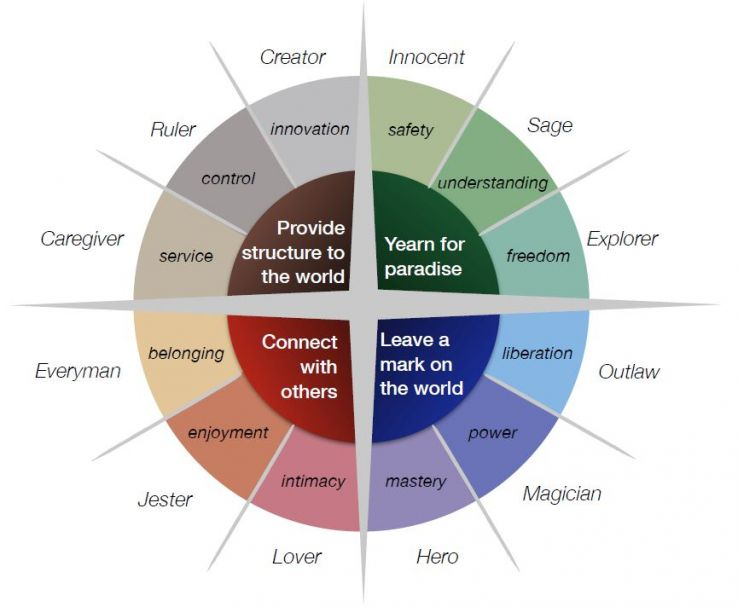 Creator
Innocent
Ruler
innovation
safety
Sage
control
understanding
Provide
structure to
the world
Yearn for
paradise
Caregiver
service
freedom
Explorer
Everyman
belonging
Connect
with
others
Leave a
mark on
the world
liberation
Outlaw
enjoyment
power
Jester
intimacy
mastery
Magician
Lover
Hero